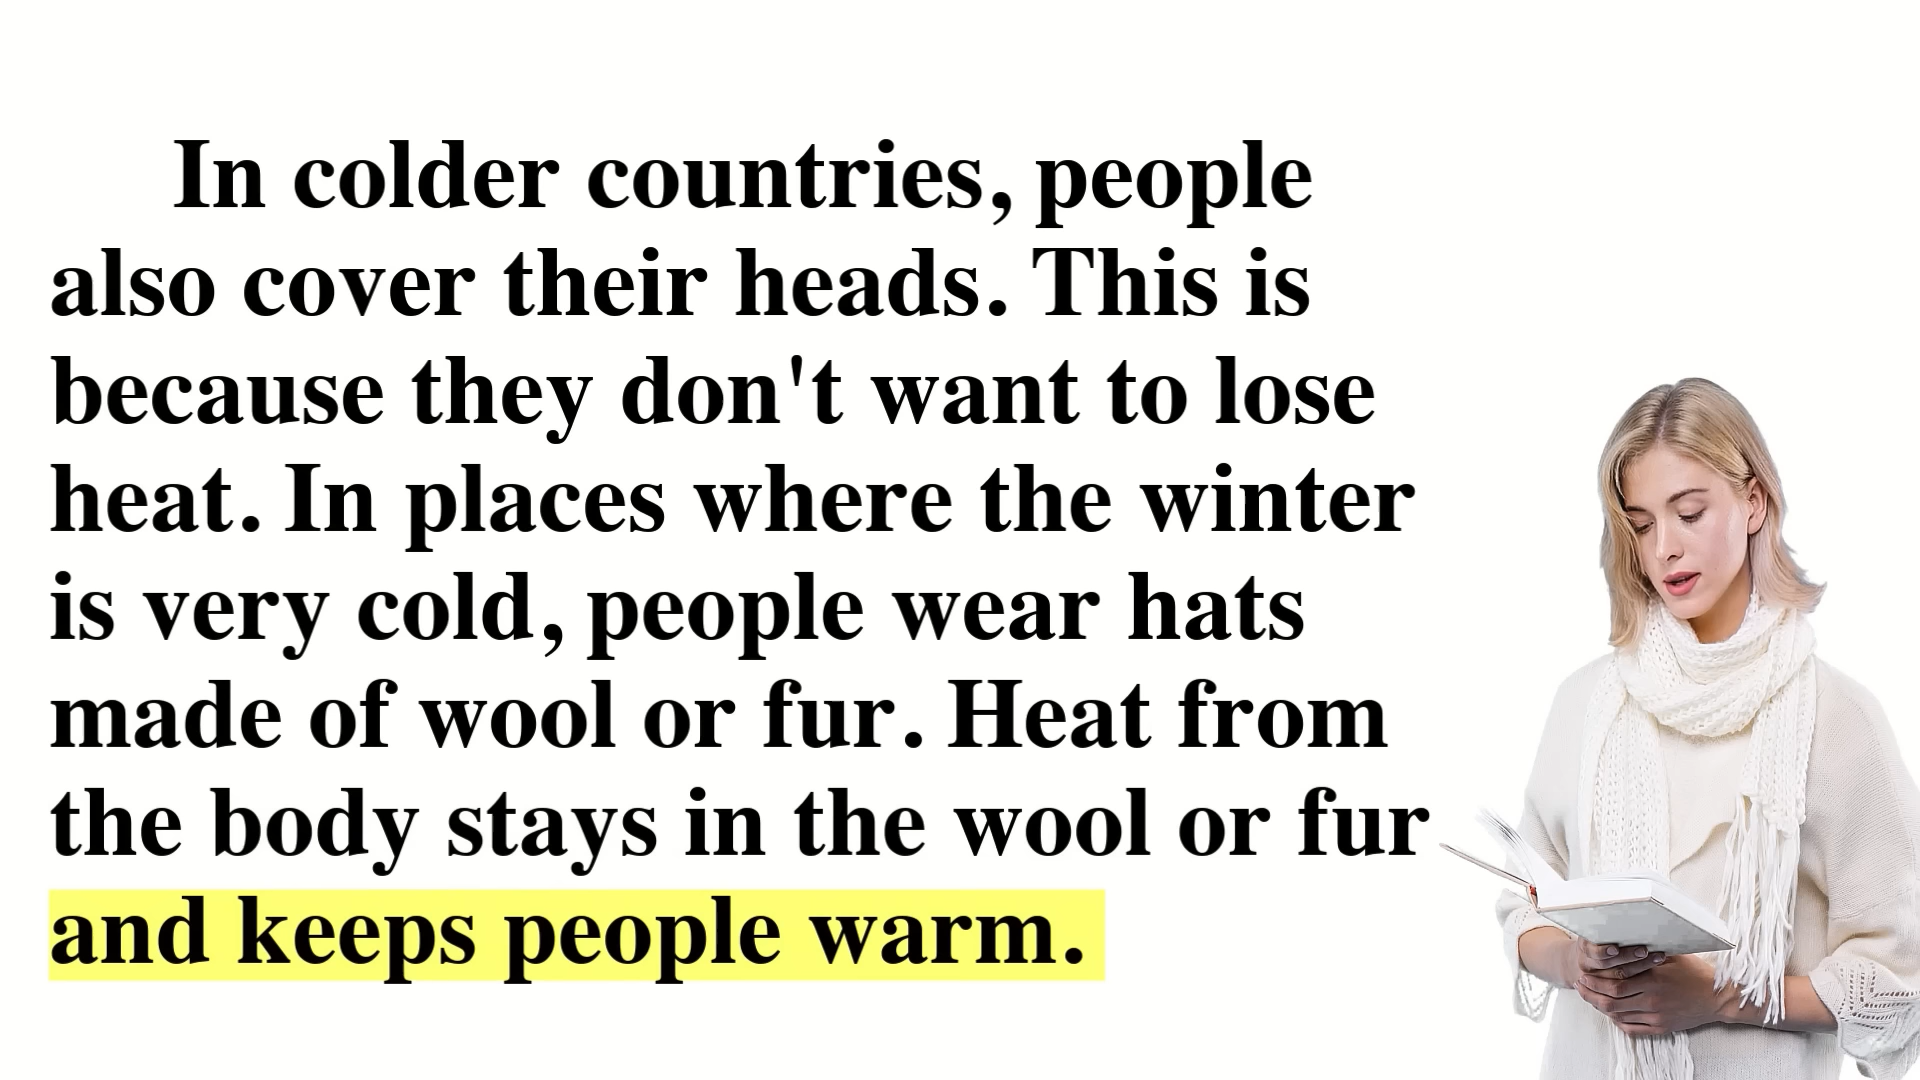 In colder countries, people
also cover their heads. This is
because they don't want to lose
heat. In places where the winter
is very cold, people wear hats
made of wool or fur. Heat from
the body stays in the wool or fur
and keeps people warm.